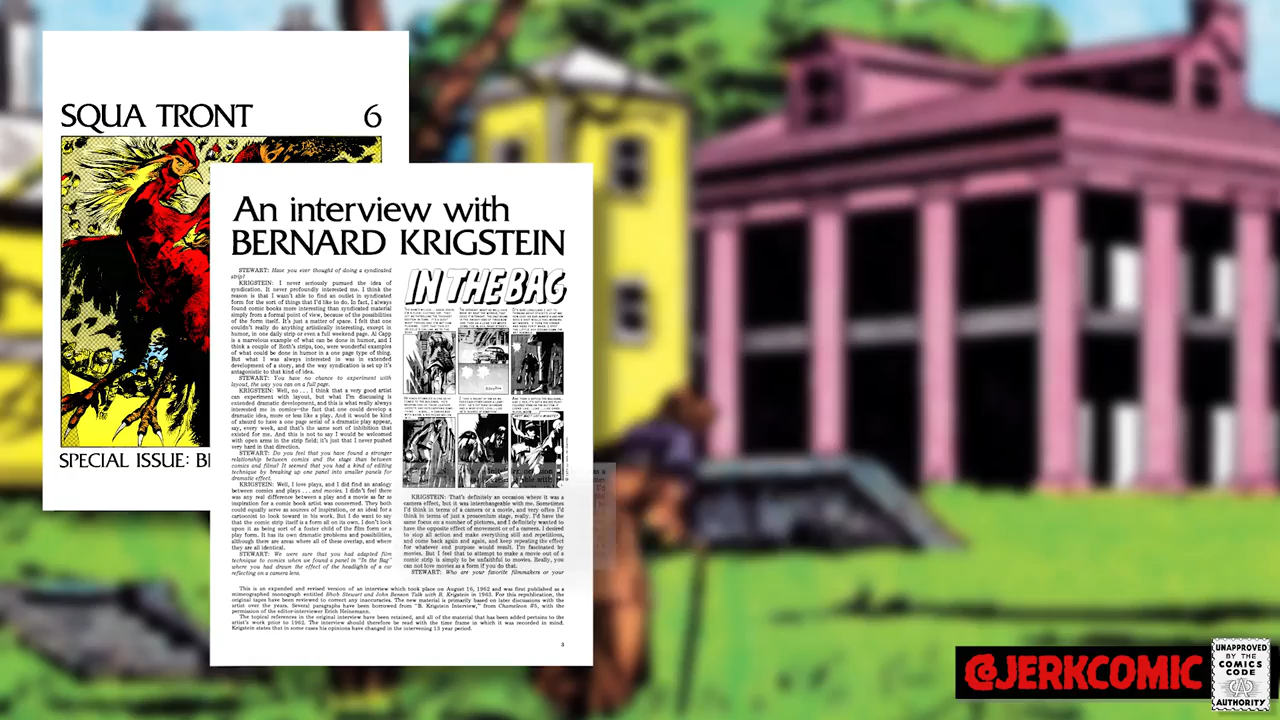 SQUA TRONT 6
SPECIAL ISSUE: B
An interview with
BERNARD KRIGSTEIN
STEWART: Have you ever thought of doing a syndicated
strip?
KRIGSTEIN: I never seriously pursued the idea of
syndication. It never profoundly interested me. I think the
reason is that I wasn't able to find an outlet in syndicated
form for the sort of things that I'd like to do. In fact, I always
found comic books more interesting than syndicated material
simply from a formal point of view, because of the possibilities
of the form itself. It's just a matter of space. I felt that one
couldn't really do anything artistically interesting, except in
humor, in one daily strip or even a full weekend page. Al Capp
is a marvelous example of what can be done in humor, and I
think a couple of Roth's strips, too, were wonderful examples
of what could be done in humor in a one page type of thing.
But what I was always interested in was in extended
development of a story, and the way syndication is set up it's
antagonistic to that kind of idea.
STEWART: You have no chance to experiment with
layout, the way you can on a full page.
KRIGSTEIN: Well, no . . . I think that a very good artist
can experiment with layout, but what I'm discussing is
extended dramatic development, and this is what really always
interested me in comics—the fact that one could develop a
dramatic idea, more or less like a play. And it would be kind
of absurd to have a one page serial of a dramatic play appear,
say, every week, and that's the same sort of inhibition that
existed for me. And this is not to say I would be welcomed
with open arms in the strip field; it's just that I never pushed
very hard in that direction.
STEWART: Do you feel that you have found a stronger
relationship between comics and the stage than between
comics and films? It seemed that you had a kind of editing
technique by breaking up one panel into smaller panels for
dramatic effect.
KRIGSTEIN: Well, I love plays, and I did find an analogy
between comics and plays . . . and movies. I didn't feel there
was any real difference between a play and a movie as far as
inspiration for a comic book artist was concerned. They both
could equally serve as sources of inspiration, or an ideal for a
cartoonist to look toward in his work. But I do want to say
that the comic strip itself is a form all on its own. I don't look
upon it as being sort of a foster child of the film form or a
play form. It has its own dramatic problems and possibilities,
although there are areas where all of these overlap, and where
they are all identical.
STEWART: We were sure that you had adapted film
technique to comics when we found a panel in "In the Bag"
where you had drawn the effect of the headlights of a car
reflecting on a camera lens.
IN THE BAG
KRIGSTEIN: That's definitely an occasion where it was a
camera effect, but it was interchangeable with me. Sometimes
I'd think in terms of a camera or a movie, and very often I'd
think in terms of just a proscenium stage, really. I'd have the
same focus on a number of pictures, and I definitely wanted to
have the opposite effect of movement or of a camera. I desired
to stop all action and make everything still and repetitions,
and come back again and again, and keep repeating the effect
for whatever end purpose would result. I'm fascinated by
movies. But I feel that to attempt to make a movie out of a
comic strip is simply to be unfaithful to movies. Really, you
can not love movies as a form if you do that.
STEWART: Who are your favorite filmmakers or your
This is an expanded and revised version of an interview which took place on August 16, 1962 and was first published as a
mimeographed monograph entitled Bhob Stewart and John Benson Talk with B. Krigstein in 1963. For this republication, the
original tapes have been reviewed to correct any inaccuracies. The new material is primarily based on later discussions with the
artist over the years. Several paragraphs have been borrowed from "B. Krigstein Interview," from Chameleon #5, with the
permission of the editor-interviewer Erich Heinemann.
The topical references in the original interview have been retained, and all of the material that has been added pertains to the
artist's work prior to 1962. The interview should therefore be read with the time frame in which it was recorded in mind.
Krigstein states that in some cases his opinions have changed in the intervening 13 year period.
3
@JERKCOMIC
UNAPPROVED
BY THE
COMICS
CODE
AUTHORITY